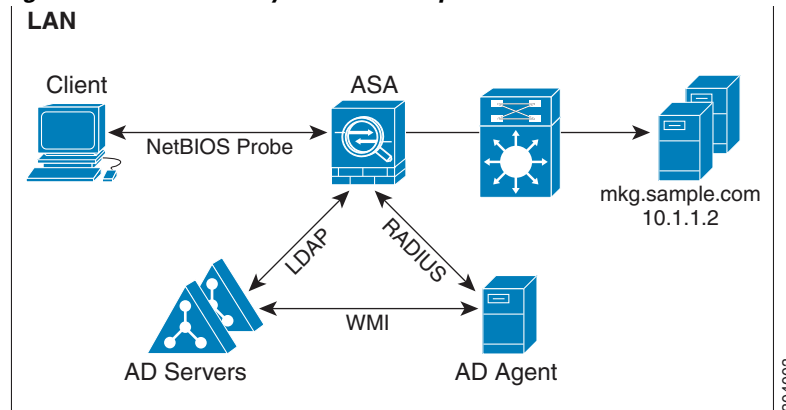 LAN
Client
ASA
NetBIOS Probe
mkg.sample.com
10.1.1.2
LDAP
RADIUS
WMI
AD Servers
AD Agent